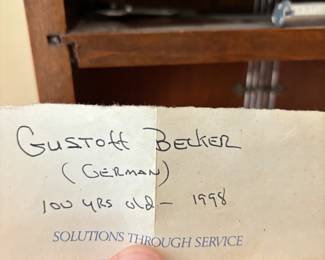 GUSTOFF BECKER
(GERMAN)
100 YRS OLD - 1998
SOLUTIONS THROUGH SERVICE